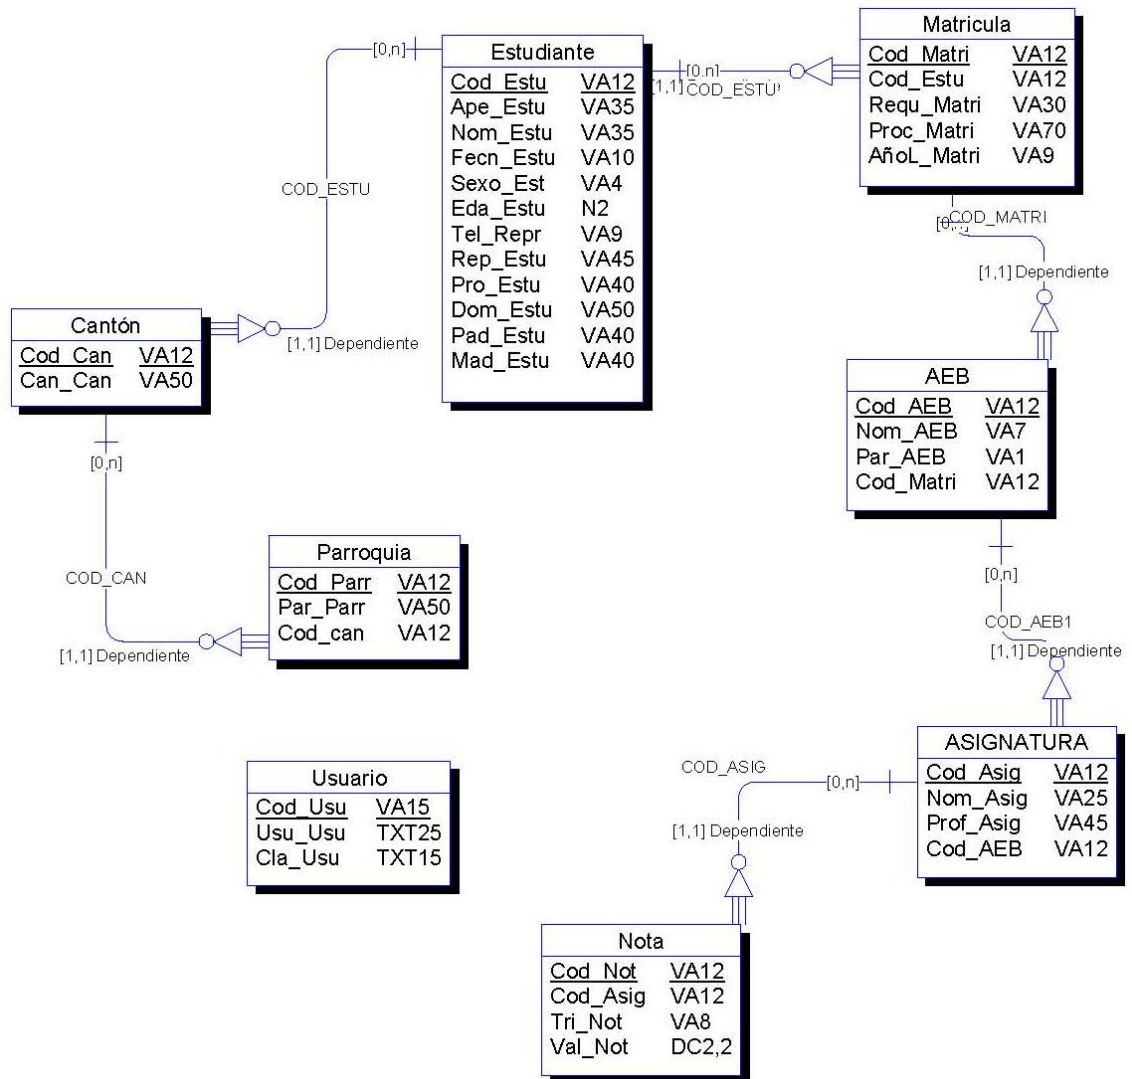 Matricula
Cod_Matri VA12
Cod_Estu VA12
Requ_Matri VA30
Proc_Matri VA70
AñoL_Matri VA9
[0,n]
Estudiante
Cod_Estu VA12
Ape_Estu VA35
Nom_Estu VA35
Fecn_Estu VA10
Sexo_Est VA4
Eda_Estu N2
Tel_Repr VA9
Rep_Estu VA45
Pro_Estu VA40
Dom_Estu VA50
Pad_Estu VA40
Mad_Estu VA40
[0.n]
[1,1]
COD_ESTU
COD_ESTU
COD_MATRI
[1,1] Dependiente
Cantón
Cod_Can VA12
Can_Can VA50
[1,1] Dependiente
AEB
Cod_AEB VA12
Nom_AEB VA7
Par_AEB VA1
Cod_Matri VA12
[0,n]
COD_CAN
[1,1] Dependiente
Parroquia
Cod_Parr VA12
Par_Parr VA50
Cod_can VA12
[0,n]
COD_AEB1
[1,1] Dependiente
ASIGNATURA
Cod_Asig VA12
Nom_Asig VA25
Prof_Asig VA45
Cod_AEB VA12
Usuario
Cod_Usu VA15
Usu_Usu TXT25
Cla_Usu TXT15
COD_ASIG
[0,n]
[1,1] Dependiente
Nota
Cod_Not VA12
Cod_Asig VA12
Tri_Not VA8
Val_Not DC2,2